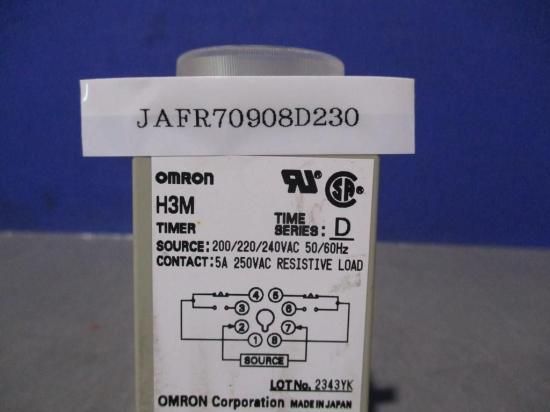 JAFR70908D230
OMRON
H3M
TIMER
TIME SERIES: D
SOURCE: 200/220/240VAC 50/60Hz
CONTACT: 5A 250VAC RESISTIVE LOAD
4 5
3 6
2 7
1 8
SOURCE
LOT No. 2343YK
OMRON Corporation MADE IN JAPAN